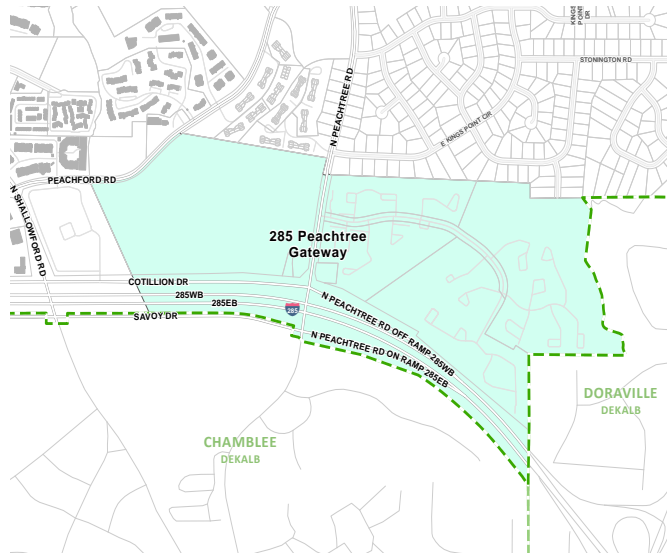 KINGS
POINT
DR
STONINGTON RD
N PEACHTREE RD
E KINGS POINT CIR
PEACHFORD RD
N SHALLOWFORD RD
285 Peachtree
Gateway
COTILLION DR
285WB
285EB
285
SAVOY DR
N PEACHTREE RD OFF RAMP 285WB
N PEACHTREE RD ON RAMP 285EB
DORAVILLE
DEKALB
CHAMBLEE
DEKALB